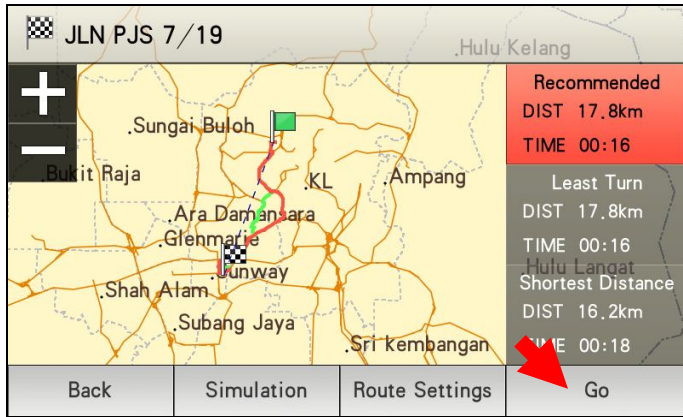 JLN PJS 7/19
.Hulu Kelang
Recommended
DIST 17.8km
TIME 00:16
.Sungai Buloh
.Bukit Raja
.KL
.Ampang
Least Turn
DIST 17.8km
TIME 00:16
.Ara Damansara
.Glenmarie
.Sunway
.Hulu Langat
.Shah Alam
Shortest Distance
DIST 16.2km
.Subang Jaya
.Sri kembangan
TIME 00:18
Back
Simulation
Route Settings
Go